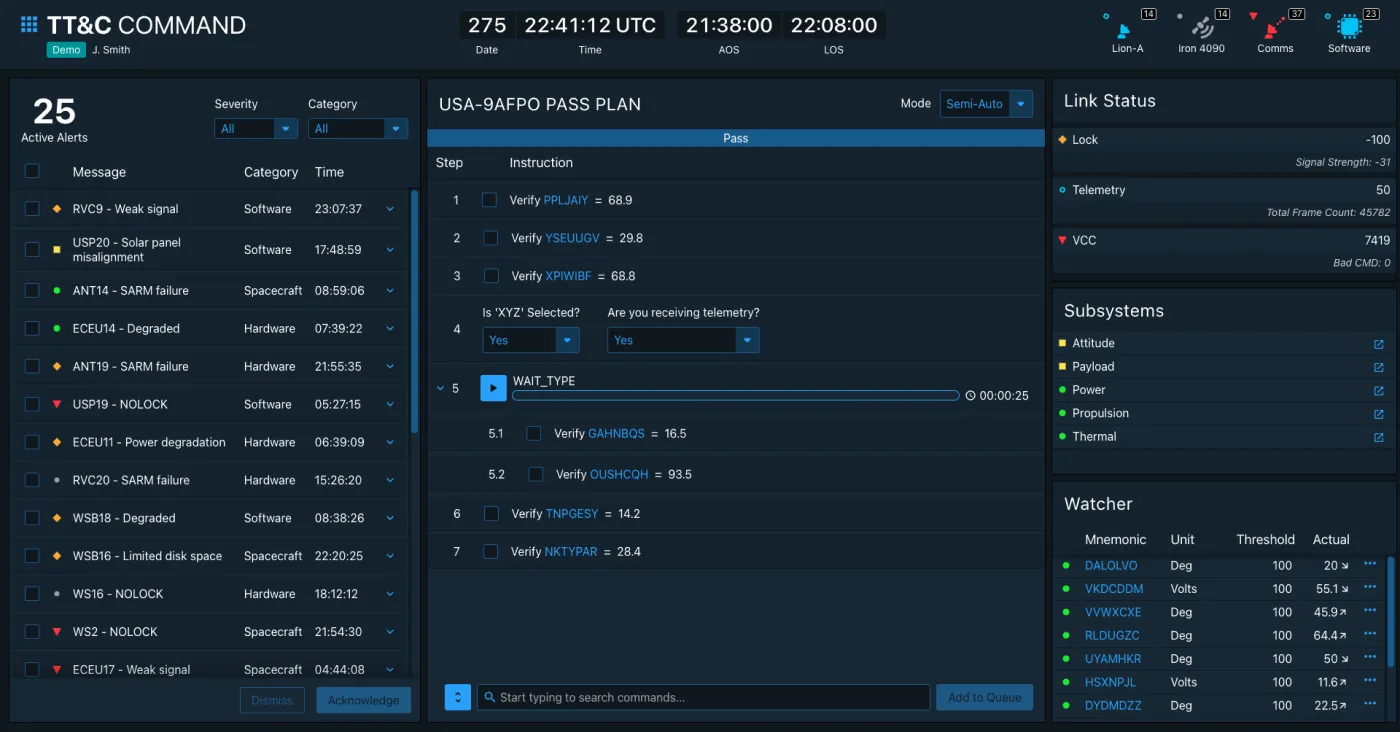 TT&C COMMAND
Demo J. Smith
275 22:41:12 UTC 21:38:00 22:08:00
Date Time AOS LOS
14 14 37 23
Lion-A Iron 4090 Comms Software
25
Active Alerts
Severity Category
All All
Message Category Time
RVC9 - Weak signal Software 23:07:37
USP20 - Solar panel
misalignment Software 17:48:59
ANT14 - SARM failure Spacecraft 08:59:06
ECEU14 - Degraded Hardware 07:39:22
ANT19 - SARM failure Hardware 21:55:35
USP19 - NOLOCK Software 05:27:15
ECEU11 - Power degradation Hardware 06:39:09
RVC20 - SARM failure Hardware 15:26:20
WSB18 - Degraded Software 08:38:26
WSB16 - Limited disk space Spacecraft 22:20:25
WS16 - NOLOCK Hardware 18:12:12
WS2 - NOLOCK Spacecraft 21:54:30
ECEU17 - Weak signal Spacecraft 04:44:08
Dismiss Acknowledge
USA-9AFPO PASS PLAN Mode Semi-Auto
Pass
Step Instruction
1 Verify PPLJAIY = 68.9
2 Verify YSEUUGV = 29.8
3 Verify XPIWIBF = 68.8
Is 'XYZ' Selected? Are you receiving telemetry?
4 Yes Yes
5 WAIT_TYPE 00:00:25
5.1 Verify GAHNBQS = 16.5
5.2 Verify OUSHCQH = 93.5
6 Verify TNPGESY = 14.2
7 Verify NKTYPAR = 28.4
Start typing to search commands... Add to Queue
Link Status
Lock -100
Signal Strength: -31
Telemetry 50
Total Frame Count: 45782
VCC 7419
Bad CMD: 0
Subsystems
Attitude
Payload
Power
Propulsion
Thermal
Watcher
Mnemonic Unit Threshold Actual
DALOLVO Deg 100 20
VKDCDDM Volts 100 55.1
VVWXCXE Deg 100 45.9
RLDUGZC Deg 100 64.4
UYAMHKR Deg 100 50
HSXNPJL Volts 100 11.6
DYDMDZZ Deg 100 22.5